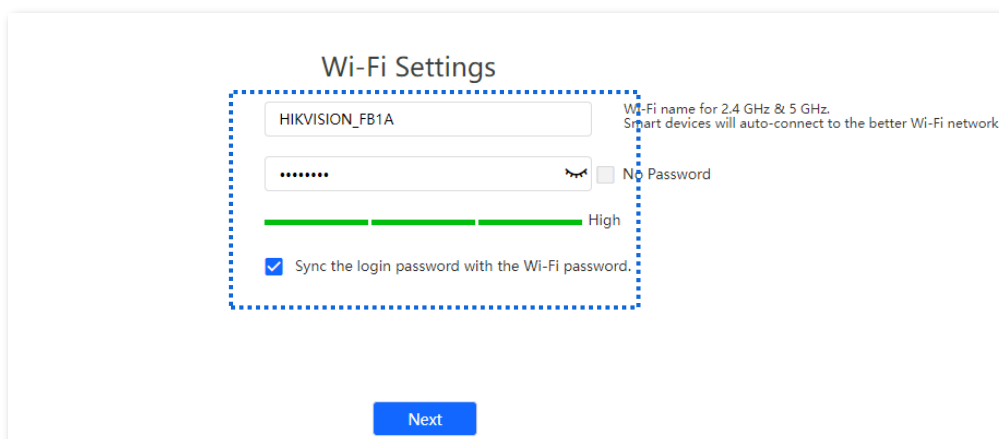 Wi-Fi Settings
HIKVISION_FB1A
Wi-Fi name for 2.4 GHz & 5 GHz.
Smart devices will auto-connect to the better Wi-Fi network
••••••••
No Password
High
Sync the login password with the Wi-Fi password.
Next